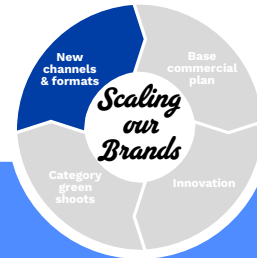 New
channels
& formats
Base
commercial
plan
Scaling
our
Brands
Category
green
shoots
Innovation